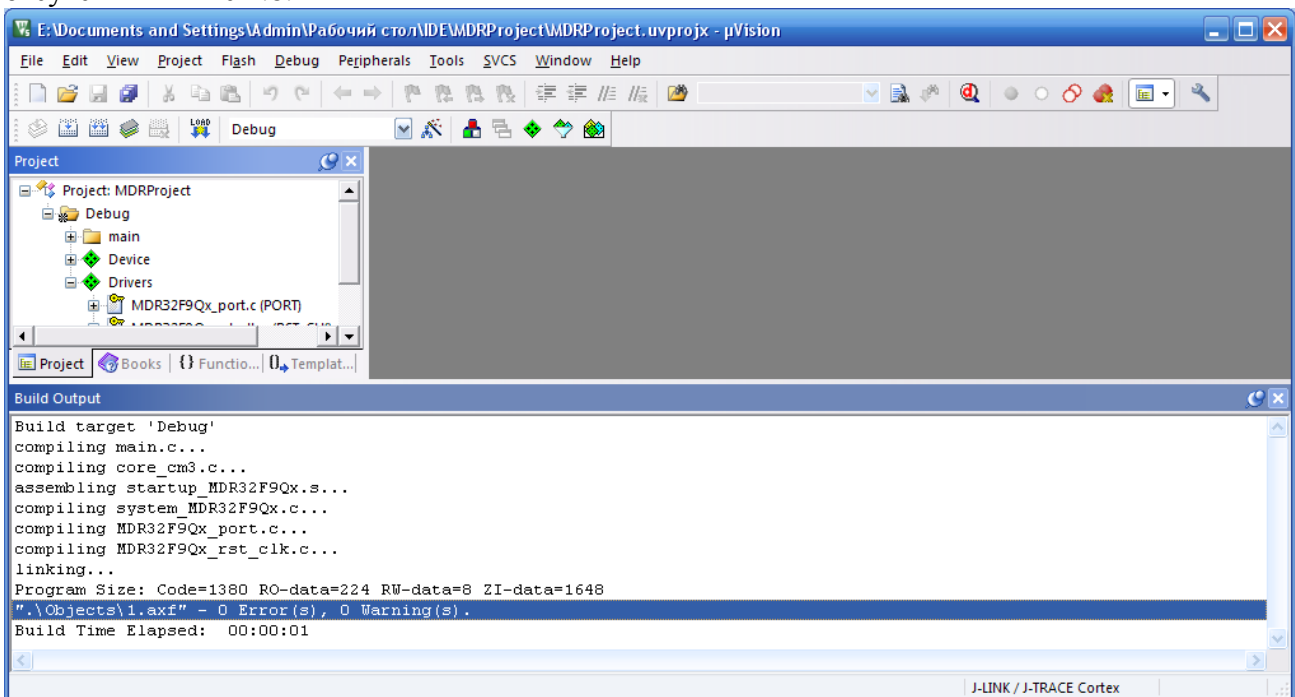 E:\Documents and Settings\Admin\Рабочий стол\IDE\MDRProject\MDRProject.uvprojx - µVision
File Edit View Project Flash Debug Peripherals Tools SVCS Window Help
LOAD Debug
Project
Project: MDRProject
Debug
main
Device
Drivers
MDR32F9Qx_port.c (PORT)
Project Books {} Functio... 0 Templat...
Build Output
Build target 'Debug'
compiling main.c...
compiling core_cm3.c...
assembling startup_MDR32F9Qx.s...
compiling system_MDR32F9Qx.c...
compiling MDR32F9Qx_port.c...
compiling MDR32F9Qx_rst_clk.c...
linking...
Program Size: Code=1380 RO-data=224 RW-data=8 ZI-data=1648
".\Objects\1.axf" - 0 Error(s), 0 Warning(s).
Build Time Elapsed:  00:00:01
J-LINK / J-TRACE Cortex